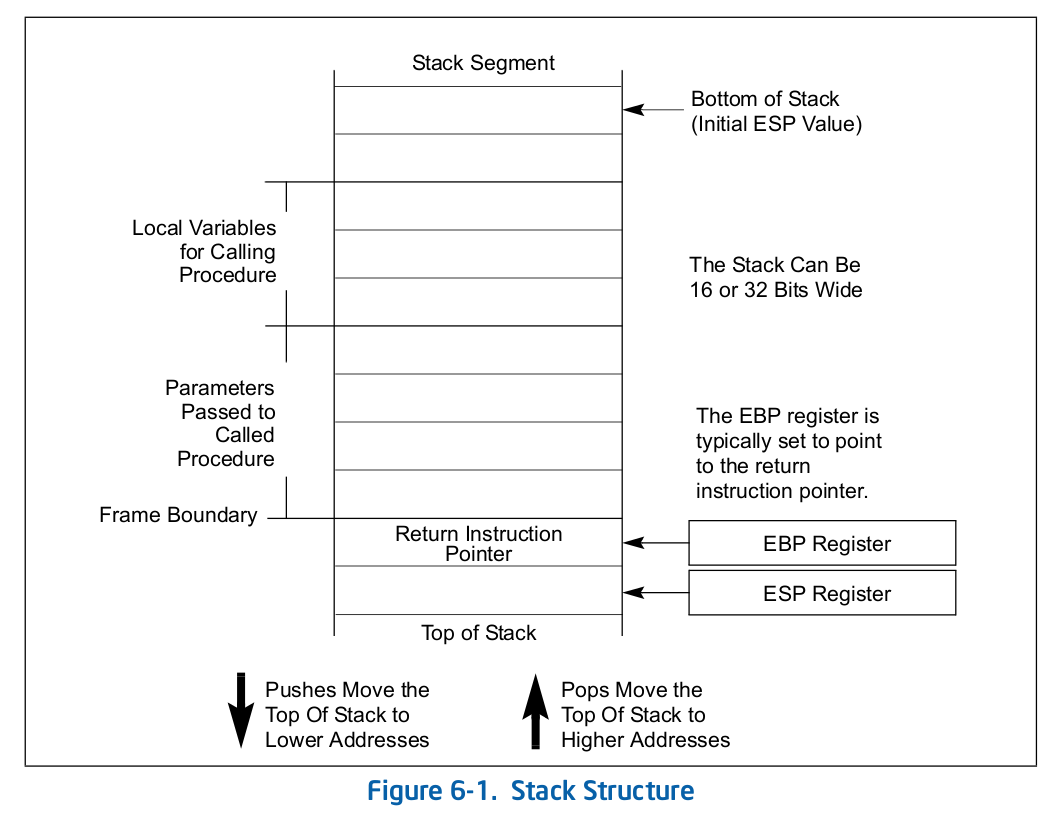 Stack Segment
Bottom of Stack
(Initial ESP Value)
Local Variables
for Calling
Procedure
The Stack Can Be
16 or 32 Bits Wide
Parameters
Passed to
Called
Procedure
The EBP register is
typically set to point
to the return
instruction pointer.
Frame Boundary
Return Instruction
Pointer
EBP Register
ESP Register
Top of Stack
Pushes Move the
Top Of Stack to
Lower Addresses
Pops Move the
Top Of Stack to
Higher Addresses
Figure 6-1. Stack Structure